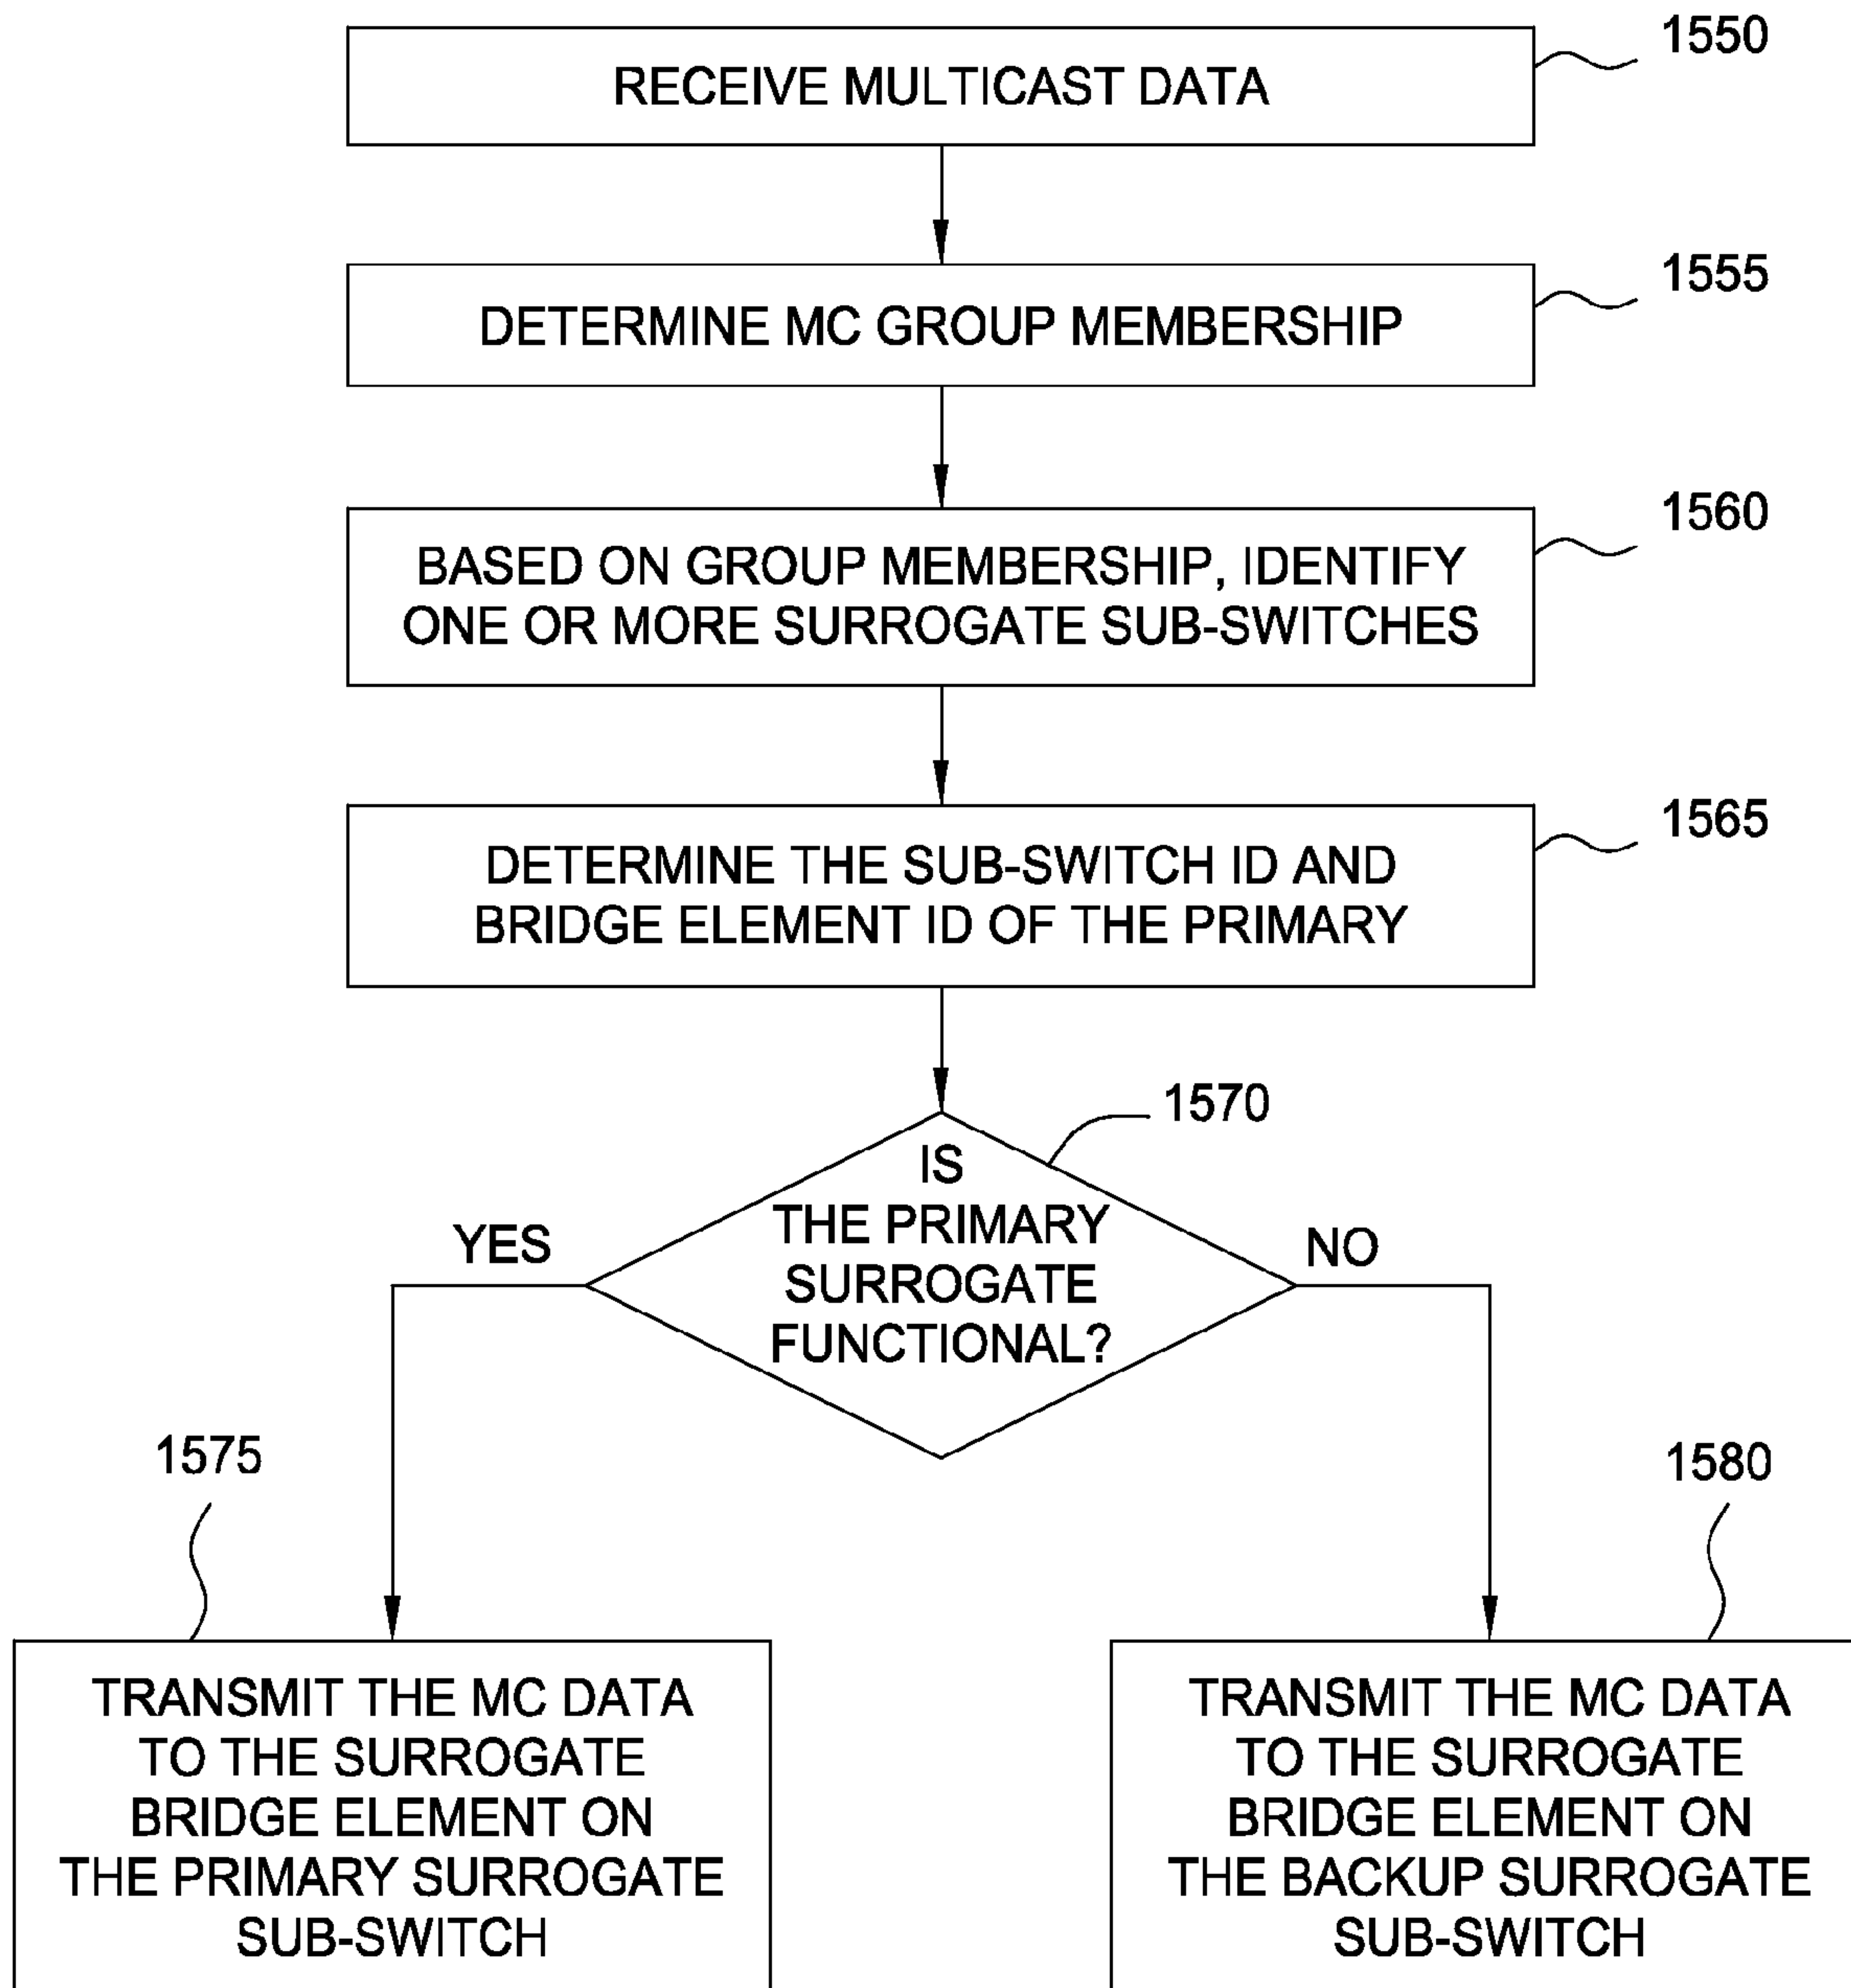 1550
RECEIVE MULTICAST DATA
1555
DETERMINE MC GROUP MEMBERSHIP
1560
BASED ON GROUP MEMBERSHIP, IDENTIFY
ONE OR MORE SURROGATE SUB-SWITCHES
1565
DETERMINE THE SUB-SWITCH ID AND
BRIDGE ELEMENT ID OF THE PRIMARY
1570
IS
THE PRIMARY
SURROGATE
FUNCTIONAL?
YES
NO
1575
TRANSMIT THE MC DATA
TO THE SURROGATE
BRIDGE ELEMENT ON
THE PRIMARY SURROGATE
SUB-SWITCH
1580
TRANSMIT THE MC DATA
TO THE SURROGATE
BRIDGE ELEMENT ON
THE BACKUP SURROGATE
SUB-SWITCH